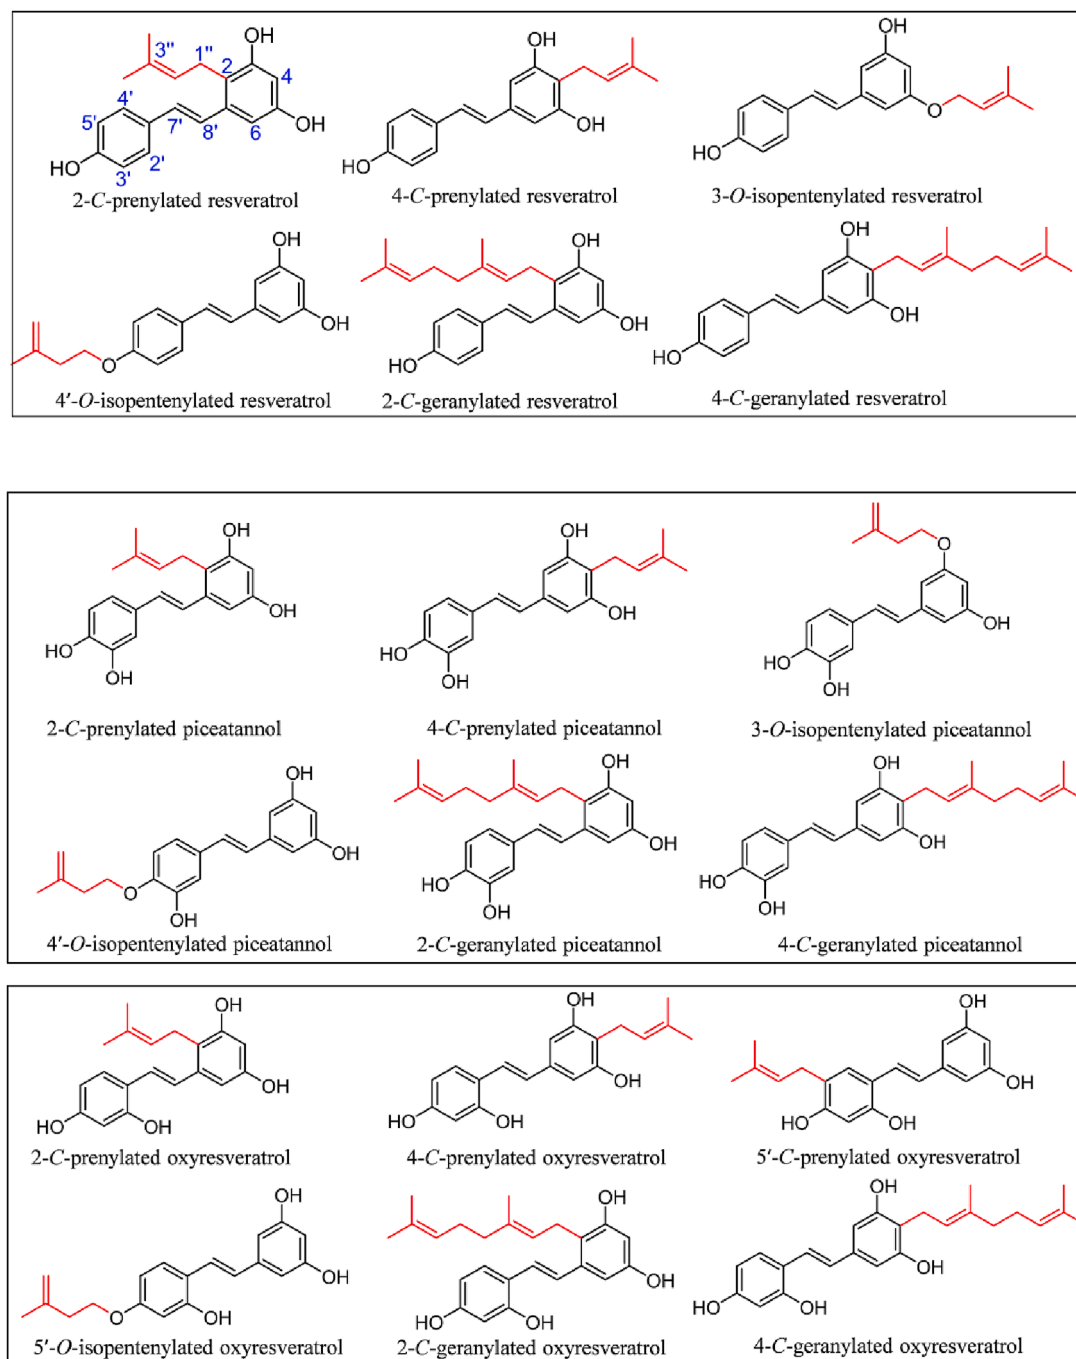 OH
3" 1" 2 4
4'
5' 7' 8' 6 OH
HO 3' 2'
2-C-prenylated resveratrol
OH
OH
HO
4-C-prenylated resveratrol
OH
O
HO
3-O-isopentenylated resveratrol
OH
OH
O
4′-O-isopentenylated resveratrol
OH
OH
HO
2-C-geranylated resveratrol
OH
OH
HO
4-C-geranylated resveratrol
OH
OH
HO
OH
2-C-prenylated piceatannol
OH
OH
HO
OH
4-C-prenylated piceatannol
O
OH
HO
OH
3-O-isopentenylated piceatannol
OH
OH
O
OH
4′-O-isopentenylated piceatannol
OH
OH
HO
OH
2-C-geranylated piceatannol
OH
OH
HO
OH
4-C-geranylated piceatannol
OH
OH
HO OH
2-C-prenylated oxyresveratrol
OH
OH
HO OH
4-C-prenylated oxyresveratrol
OH
OH
HO OH
5′-C-prenylated oxyresveratrol
OH
OH
O OH
5′-O-isopentenylated oxyresveratrol
OH
OH
HO OH
2-C-geranylated oxyresveratrol
OH
OH
HO OH
4-C-geranylated oxyresveratrol